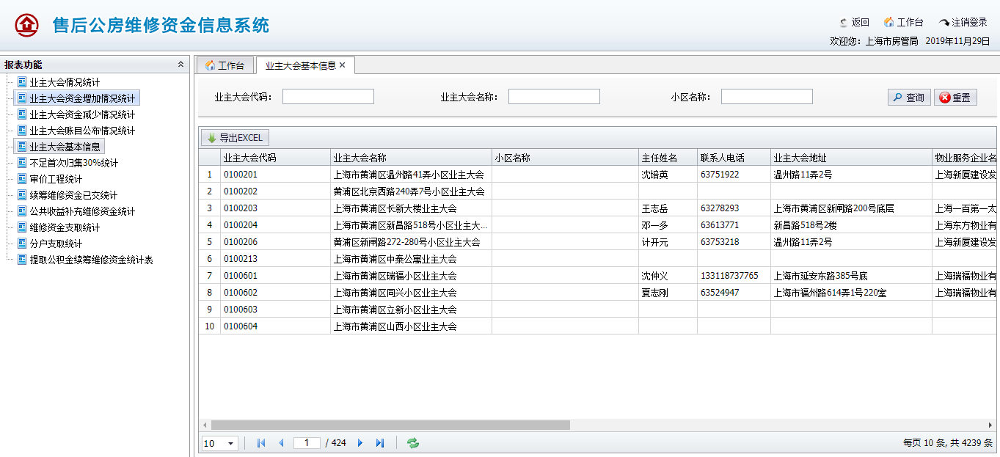 售后公房维修资金信息系统
返回 工作台 注销登录
欢迎您: 上海市房管局 2019年11月29日
报表功能
业主大会情况统计
业主大会资金增加情况统计
业主大会资金减少情况统计
业主大会账目公布情况统计
业主大会基本信息
不足首次归集30%统计
审价工程统计
续筹维修资金已交统计
公共收益补充维修资金统计
维修资金支取统计
分户支取统计
提取公积金续筹维修资金统计表
工作台 业主大会基本信息
业主大会代码: 业主大会名称: 小区名称: 查询 重置
导出EXCEL
业主大会代码 业主大会名称 小区名称 主任姓名 联系人电话 业主大会地址 物业服务企业名
1 0100201 上海市黄浦区温州路41弄小区业主大会 沈培英 63751922 温州路11弄2号 上海新厦建设发
2 0100202 黄浦区北京西路240弄7号小区业主大会
3 0100203 上海市黄浦区长新大楼业主大会 王志岳 63278293 上海市黄浦区新闸路200号底层 上海一百第一太
4 0100204 上海市黄浦区新昌路518号小区业主大... 邓一多 63613771 新昌路518号2楼 上海东方物业有
5 0100206 黄浦区新闸路272-280号小区业主大会 计开元 63753218 温州路11弄2号 上海新厦建设发
6 0100213 上海市黄浦区中泰公寓业主大会
7 0100601 上海市黄浦区瑞福小区业主大会 沈仲义 133118737765 上海市延安东路385号底 上海瑞福物业有
8 0100602 上海市黄浦区同兴小区业主大会 夏志刚 63524947 上海市福州路614弄1号220室 上海瑞福物业有
9 0100603 上海市黄浦区立新小区业主大会
10 0100604 上海市黄浦区山西小区业主大会
10 1 / 424 每页 10 条, 共 4239 条